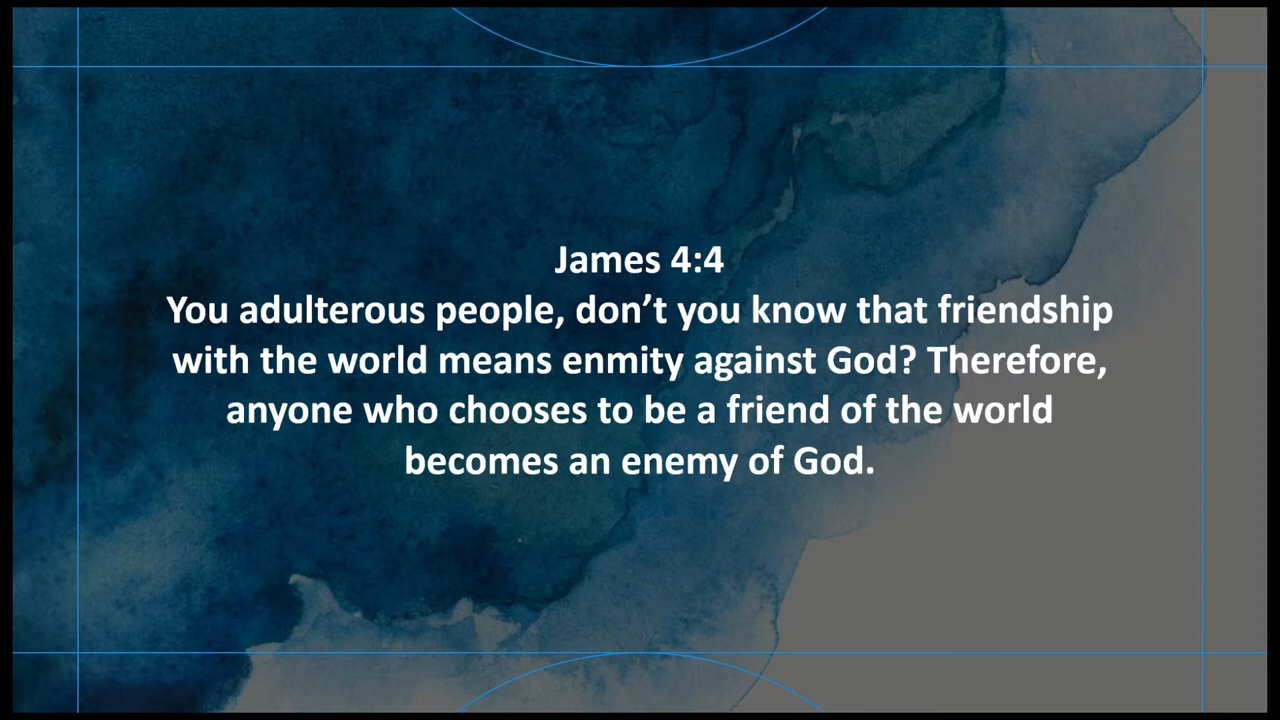 James 4:4
You adulterous people, don’t you know that friendship
with the world means enmity against God? Therefore,
anyone who chooses to be a friend of the world
becomes an enemy of God.